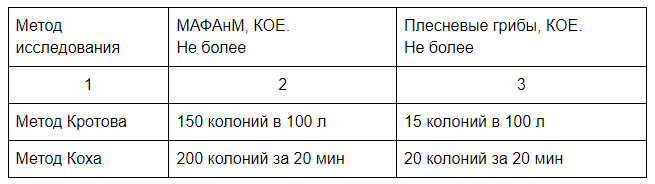 Метод исследования
МАФАнМ, КОЕ.
Не более
Плесневые грибы, КОЕ.
Не более
1
2
3
Метод Кротова
150 колоний в 100 л
15 колоний в 100 л
Метод Коха
200 колоний за 20 мин
20 колоний за 20 мин